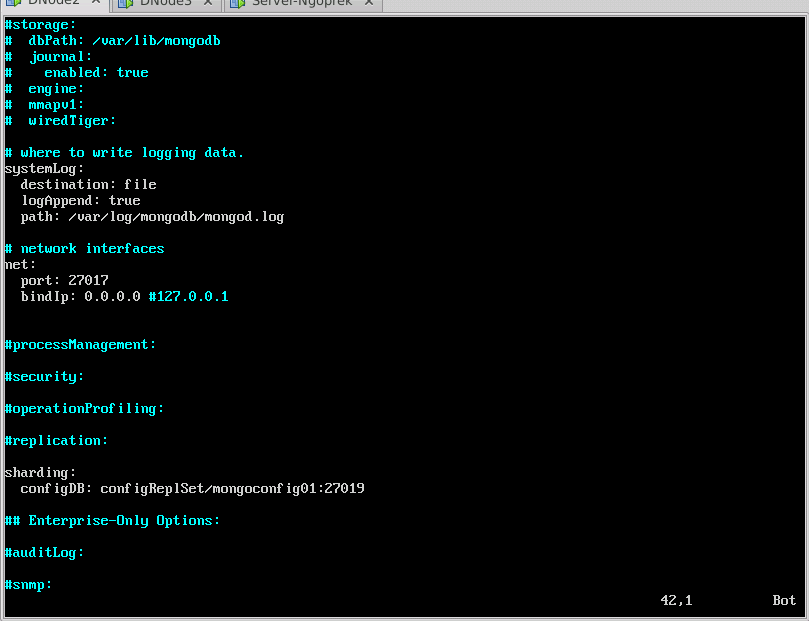 DNode2 × DNode3 × Server-Ngoprek ×
#storage:
#  dbPath: /var/lib/mongodb
#  journal:
#    enabled: true
#  engine:
#  mmapv1:
#  wiredTiger:
# where to write logging data.
systemLog:
  destination: file
  logAppend: true
  path: /var/log/mongodb/mongod.log
# network interfaces
net:
  port: 27017
  bindIp: 0.0.0.0 #127.0.0.1
#processManagement:
#security:
#operationProfiling:
#replication:
sharding:
  configDB: configReplSet/mongoconfig01:27019
## Enterprise-Only Options:
#auditLog:
#snmp:
42,1 Bot